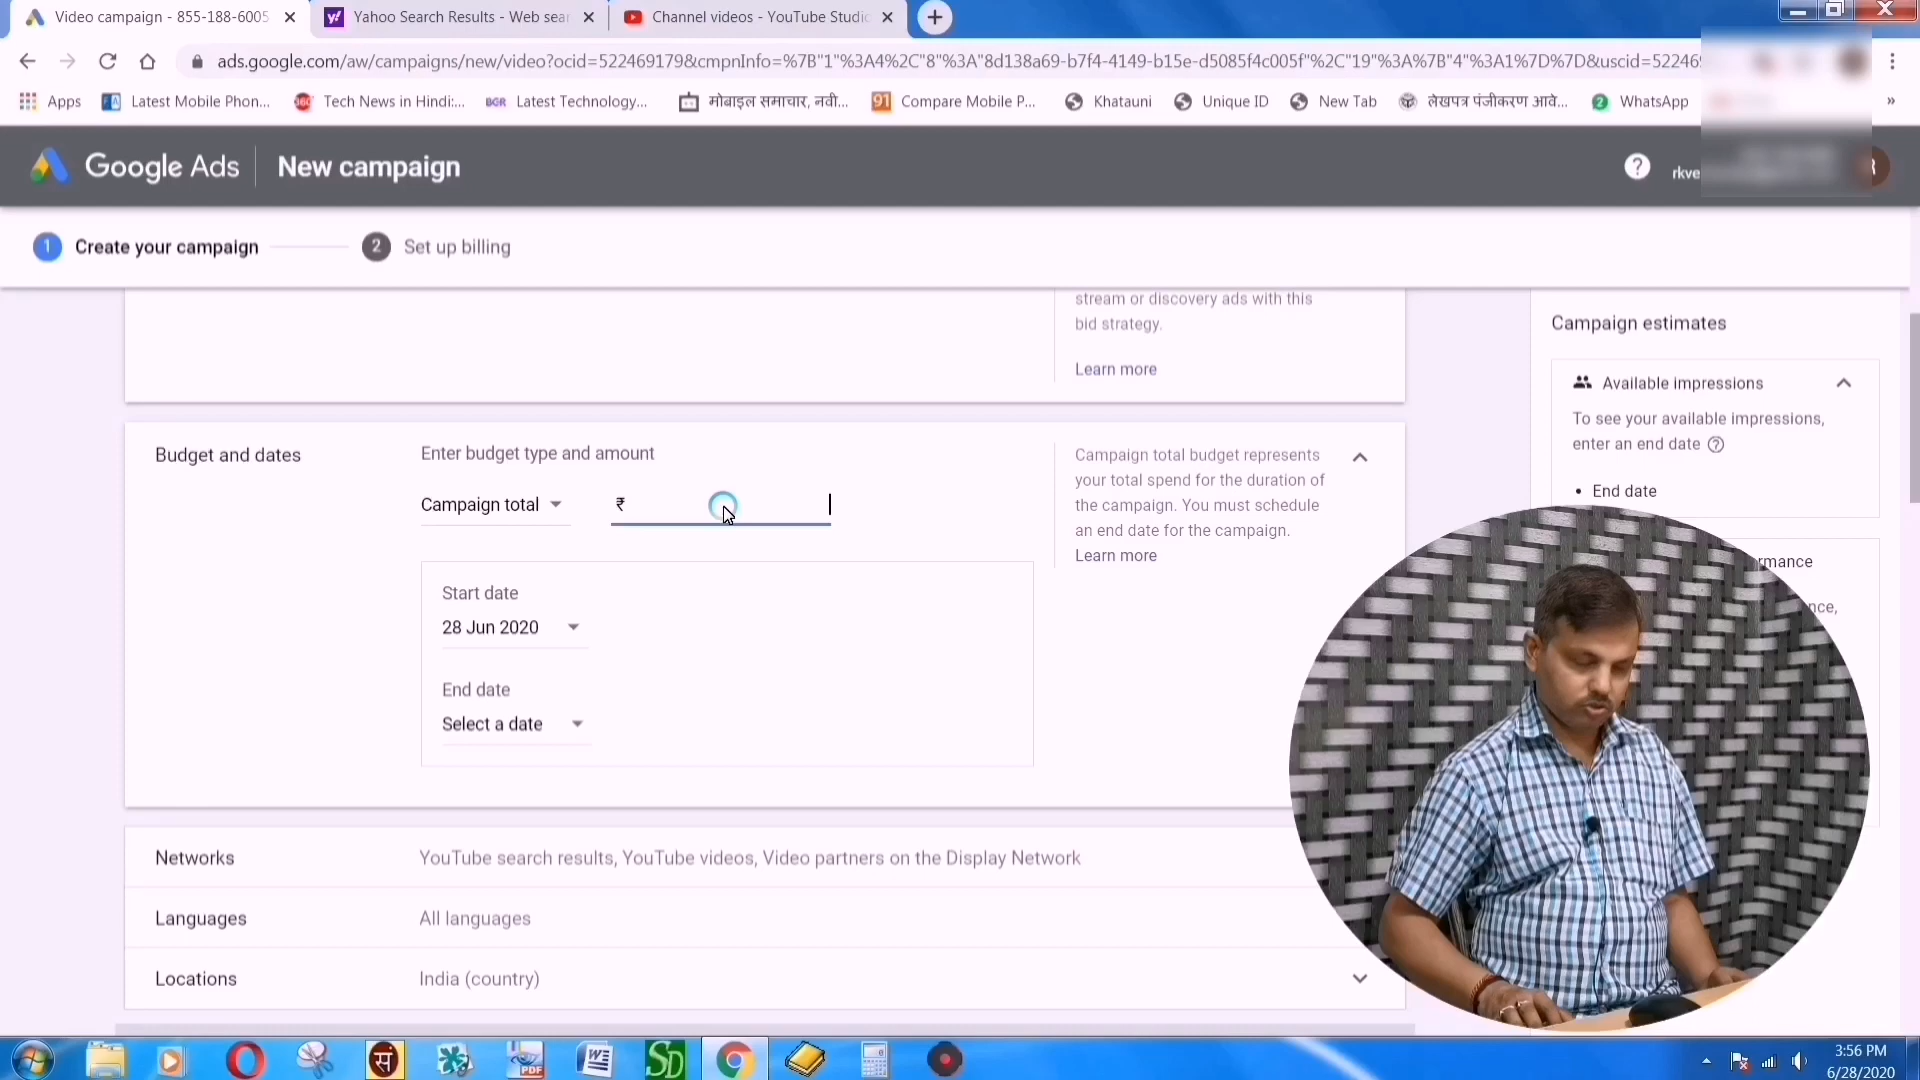 Video campaign - 855-188-6005
Yahoo Search Results - Web sear
Channel videos - YouTube Studio
ads.google.com/aw/campaigns/new/video?ocid=522469179&cmpnInfo=%7B"1"%3A4%2C"8"%3A"8d138a69-b7f4-4149-b15e-d5085f4c005f"%2C"19"%3A%7B"4"%3A1%7D%7D&uscid=52246
Apps
Latest Mobile Phon...
Tech News in Hindi:...
Latest Technology...
मोबाइल समाचार, नवी...
Compare Mobile P...
Khatauni
Unique ID
New Tab
लेखपत्र पंजीकरण आवे...
WhatsApp
»
Google Ads
New campaign
?
rkve
1 Create your campaign
2 Set up billing
stream or discovery ads with this
bid strategy.
Learn more
Budget and dates
Enter budget type and amount
Campaign total
₹
Start date
28 Jun 2020
End date
Select a date
Campaign total budget represents
your total spend for the duration of
the campaign. You must schedule
an end date for the campaign.
Learn more
Networks
YouTube search results, YouTube videos, Video partners on the Display Network
Languages
All languages
Locations
India (country)
Campaign estimates
Available impressions
To see your available impressions,
enter an end date ?
• End date
rmance
nce,
3:56 PM
6/28/2020